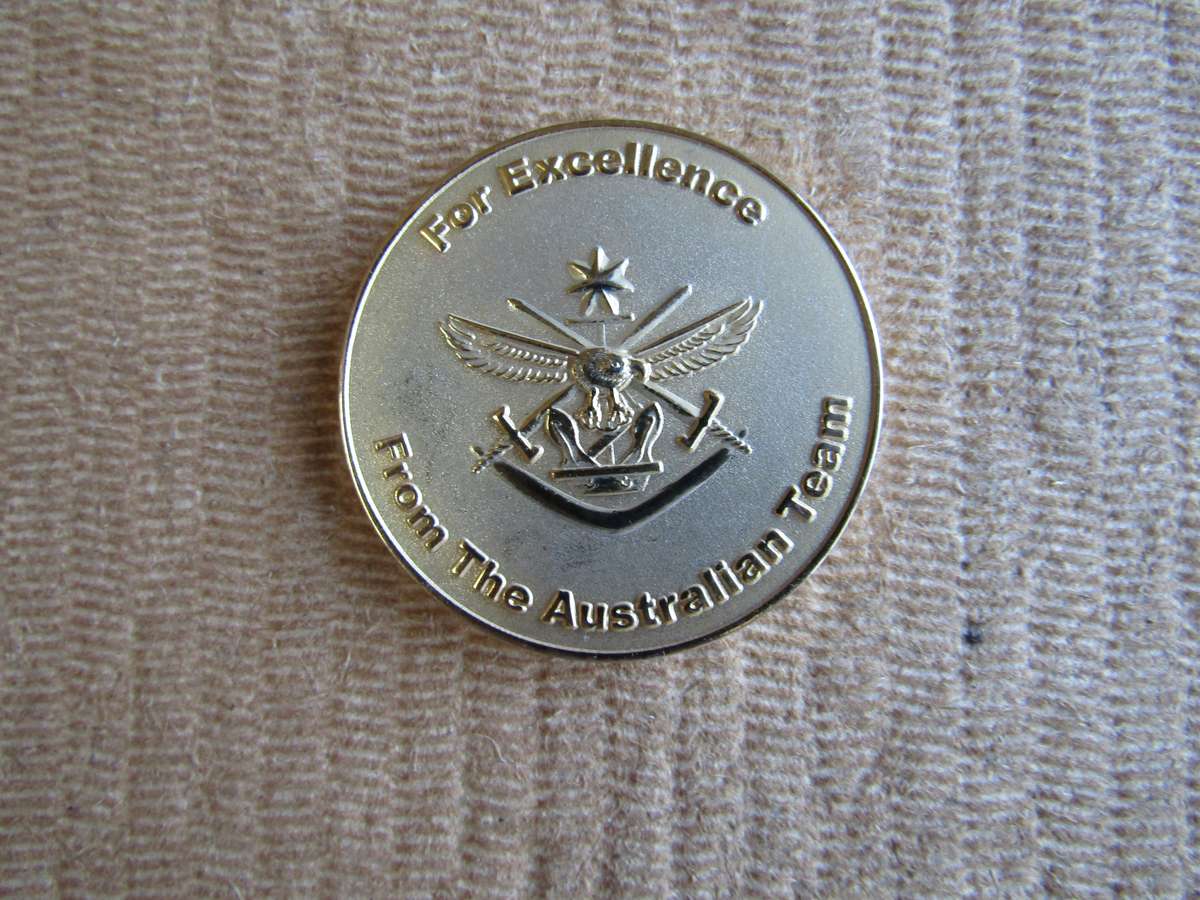 For Excellence
From The Australian Team